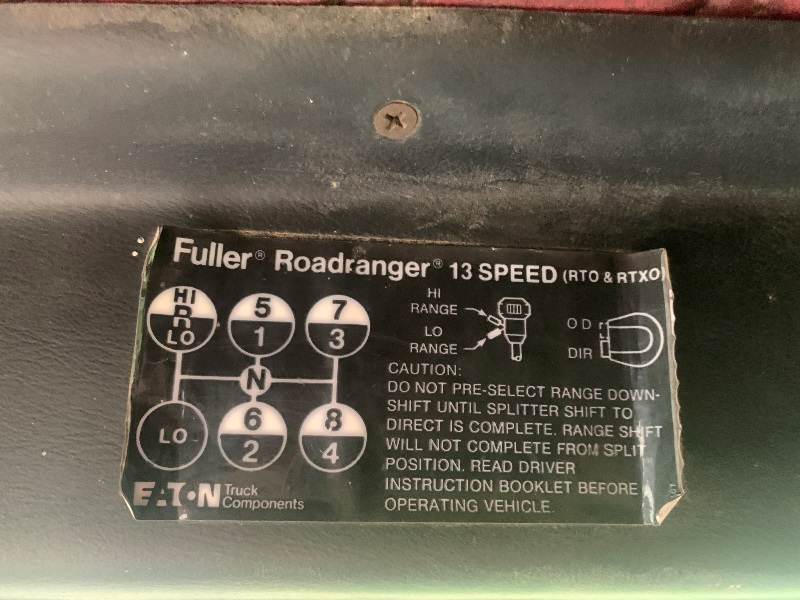 Fuller® Roadranger® 13 SPEED (RTO & RTXO)
HI
R
LO
5
1
7
3
N
LO
6
2
8
4
HI
RANGE
LO
RANGE
OD
DIR
CAUTION:
DO NOT PRE-SELECT RANGE DOWN-
SHIFT UNTIL SPLITTER SHIFT TO
DIRECT IS COMPLETE. RANGE SHIFT
WILL NOT COMPLETE FROM SPLIT
POSITION. READ DRIVER
INSTRUCTION BOOKLET BEFORE
OPERATING VEHICLE.
EATON Truck
Components